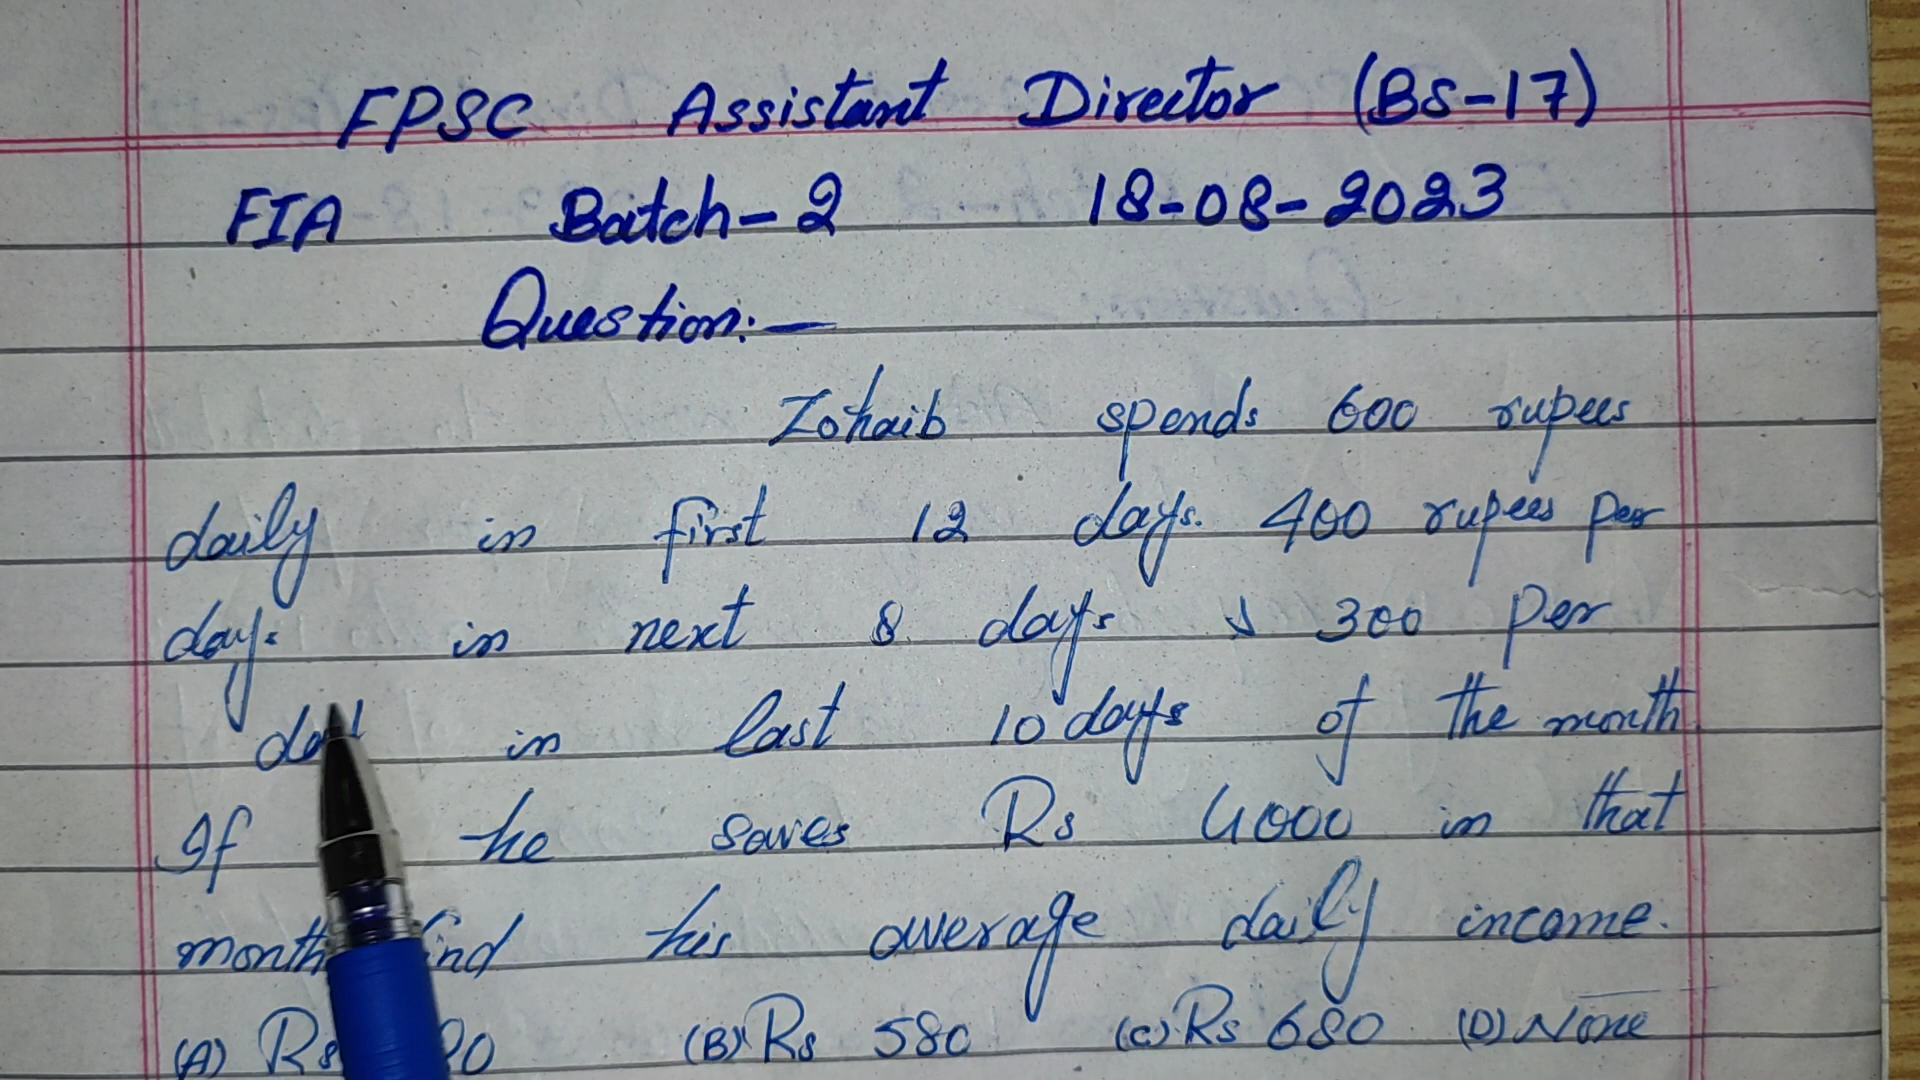 FPSC Assistant Director (BS-17)
FIA Batch-2 18-08-2023
Question:—
Zohaib spends 600 rupees
daily in first 12 days. 400 rupees per
day. in next 8 days & 300 per
in last 10 days of the month.
If he saves Rs 4000 in that
month find his average daily income.
(A) Rs (B) Rs 580 (C) Rs 680 (D) None